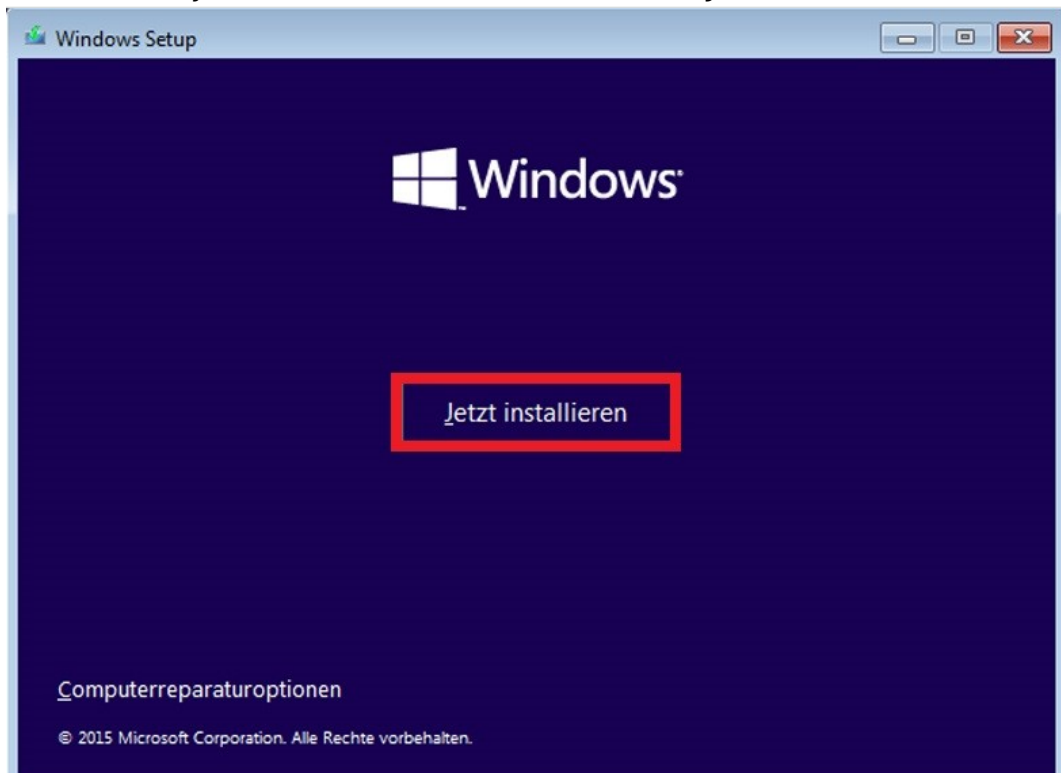 Windows Setup
Windows
Jetzt installieren
Computerreparaturoptionen
© 2015 Microsoft Corporation. Alle Rechte vorbehalten.